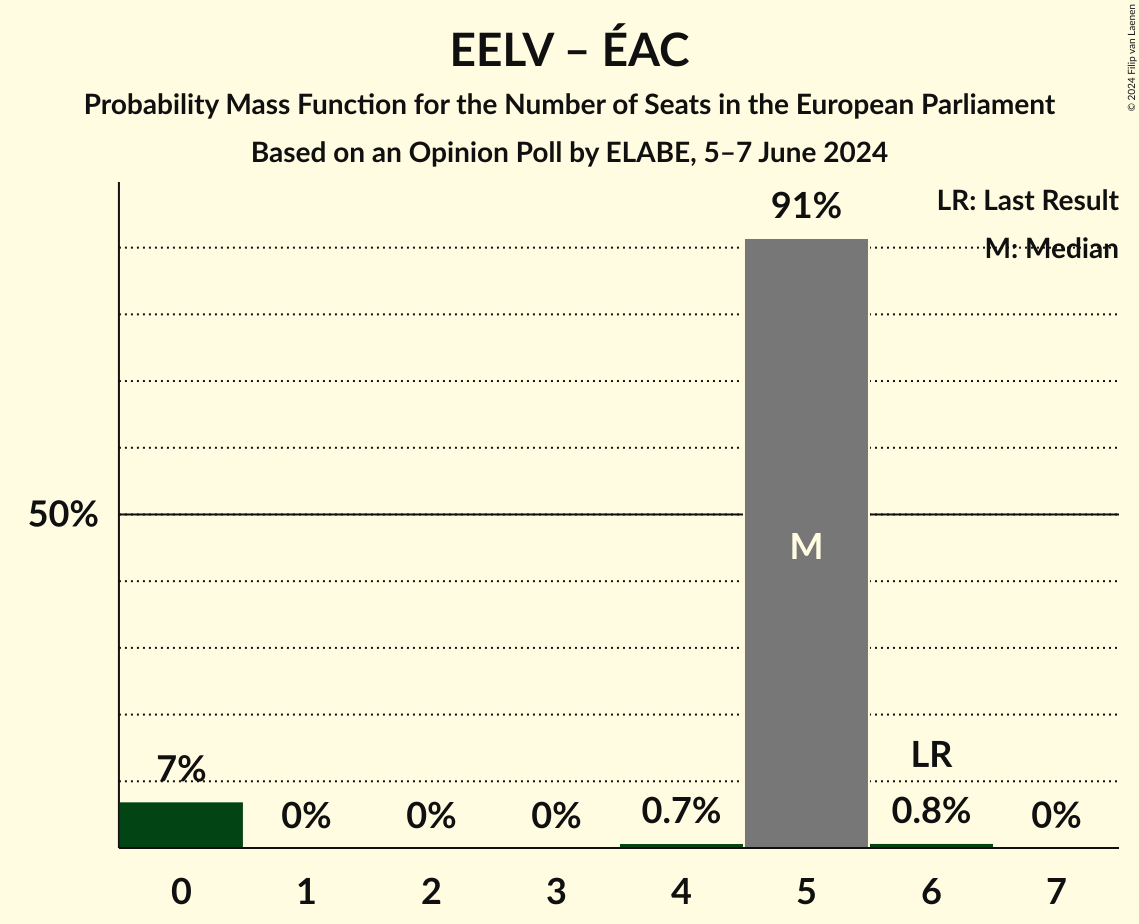 EELV – ÉAC
Probability Mass Function for the Number of Seats in the European Parliament
Based on an Opinion Poll by ELABE, 5–7 June 2024
© 2024 Filip van Laenen
LR: Last Result
M: Median
91%
50%
M
LR
7%
0%
0%
0%
0.7%
0.8%
0%
0
1
2
3
4
5
6
7